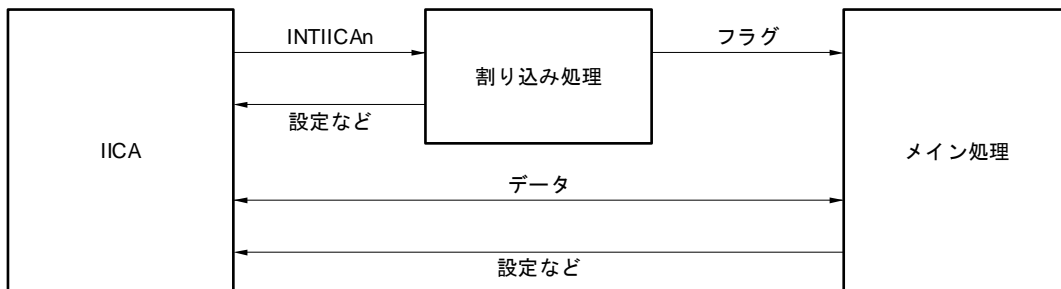 INTIICAn
フラグ
割り込み処理
設定など
IICA
メイン処理
データ
設定など